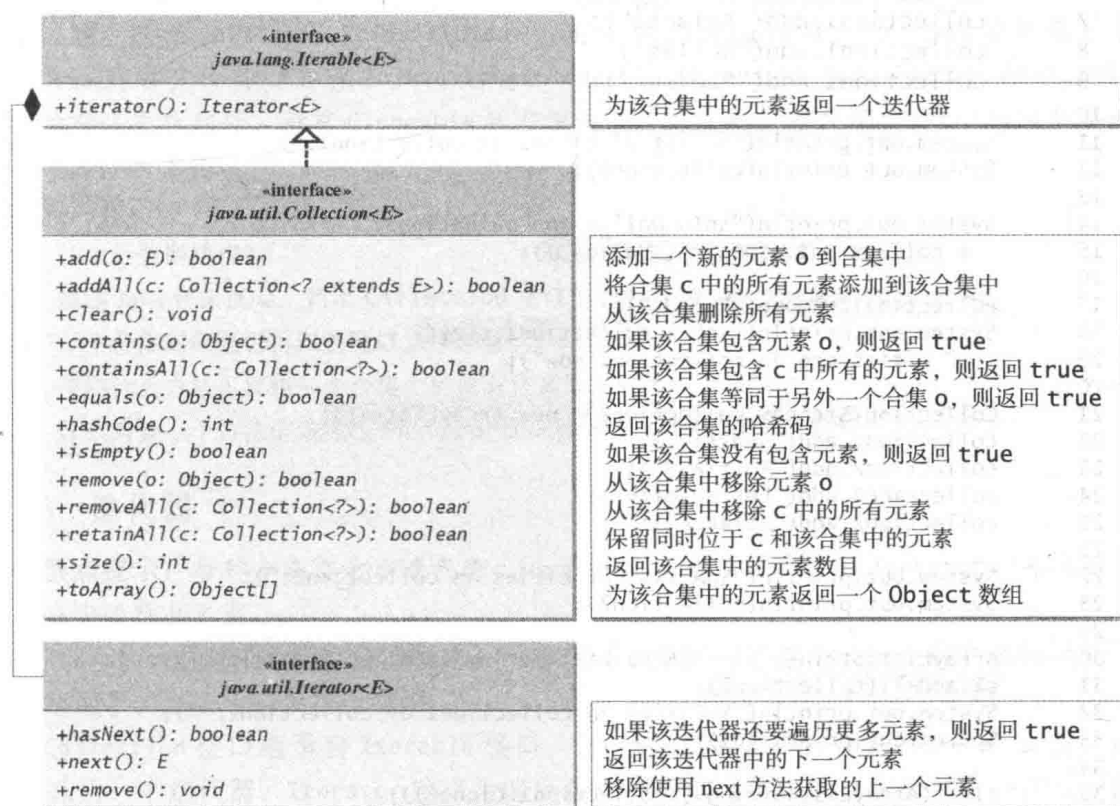 «interface»
java.lang.Iterable<E>
+iterator(): Iterator<E>
为该合集中的元素返回一个迭代器
«interface»
java.util.Collection<E>
+add(o: E): boolean
添加一个新的元素 o 到合集中
+addAll(c: Collection<? extends E>): boolean
将合集 c 中的所有元素添加到该合集中
+clear(): void
从该合集删除所有元素
+contains(o: Object): boolean
如果该合集包含元素 o，则返回 true
+containsAll(c: Collection<?>): boolean
如果该合集包含 c 中所有的元素，则返回 true
+equals(o: Object): boolean
如果该合集等同于另外一个合集 o，则返回 true
+hashCode(): int
返回该合集的哈希码
+isEmpty(): boolean
如果该合集没有包含元素，则返回 true
+remove(o: Object): boolean
从该合集中移除元素 o
+removeAll(c: Collection<?>): boolean
从该合集中移除 c 中的所有元素
+retainAll(c: Collection<?>): boolean
保留同时位于 c 和该合集中的元素
+size(): int
返回该合集中的元素数目
+toArray(): Object[]
为该合集中的元素返回一个 Object 数组
«interface»
java.util.Iterator<E>
+hasNext(): boolean
如果该迭代器还要遍历更多元素，则返回 true
+next(): E
返回该迭代器中的下一个元素
+remove(): void
移除使用 next 方法获取的上一个元素